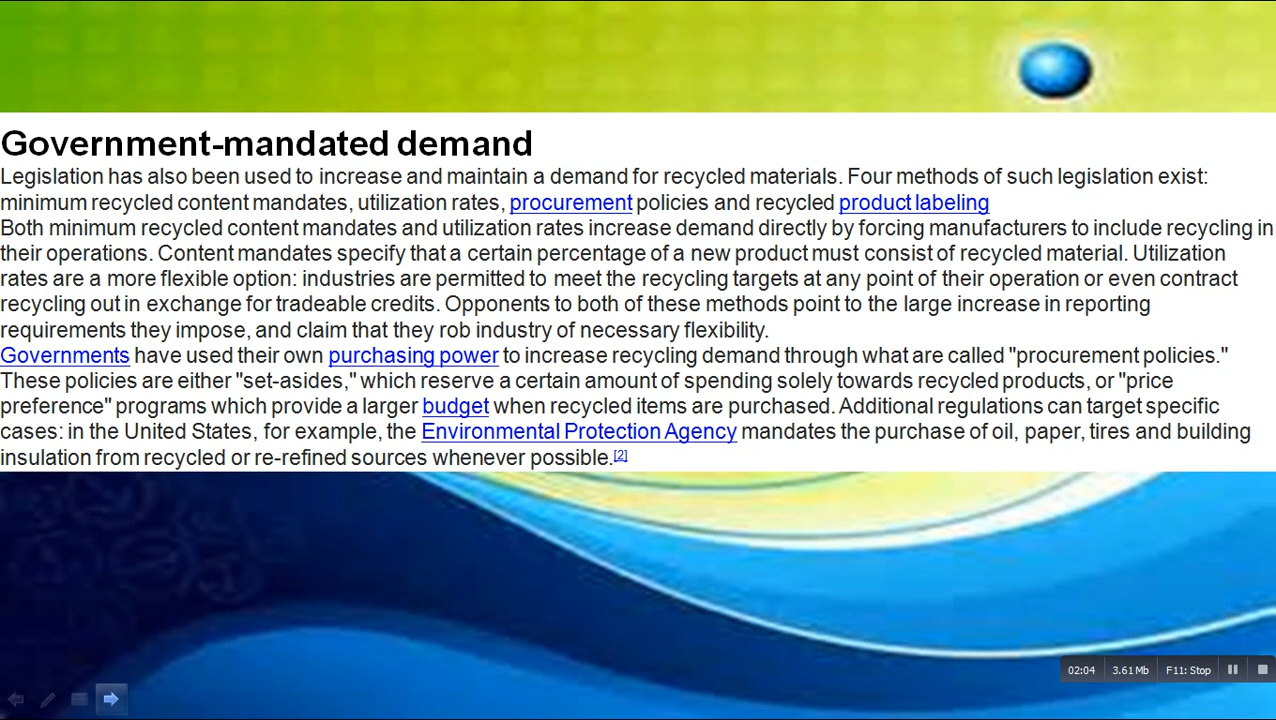 Government-mandated demand
Legislation has also been used to increase and maintain a demand for recycled materials. Four methods of such legislation exist:
minimum recycled content mandates, utilization rates, procurement policies and recycled product labeling
Both minimum recycled content mandates and utilization rates increase demand directly by forcing manufacturers to include recycling in
their operations. Content mandates specify that a certain percentage of a new product must consist of recycled material. Utilization
rates are a more flexible option: industries are permitted to meet the recycling targets at any point of their operation or even contract
recycling out in exchange for tradeable credits. Opponents to both of these methods point to the large increase in reporting
requirements they impose, and claim that they rob industry of necessary flexibility.
Governments have used their own purchasing power to increase recycling demand through what are called "procurement policies."
These policies are either "set-asides," which reserve a certain amount of spending solely towards recycled products, or "price
preference" programs which provide a larger budget when recycled items are purchased. Additional regulations can target specific
cases: in the United States, for example, the Environmental Protection Agency mandates the purchase of oil, paper, tires and building
insulation from recycled or re-refined sources whenever possible.[2]
02:04 3.61 Mb F11: Stop